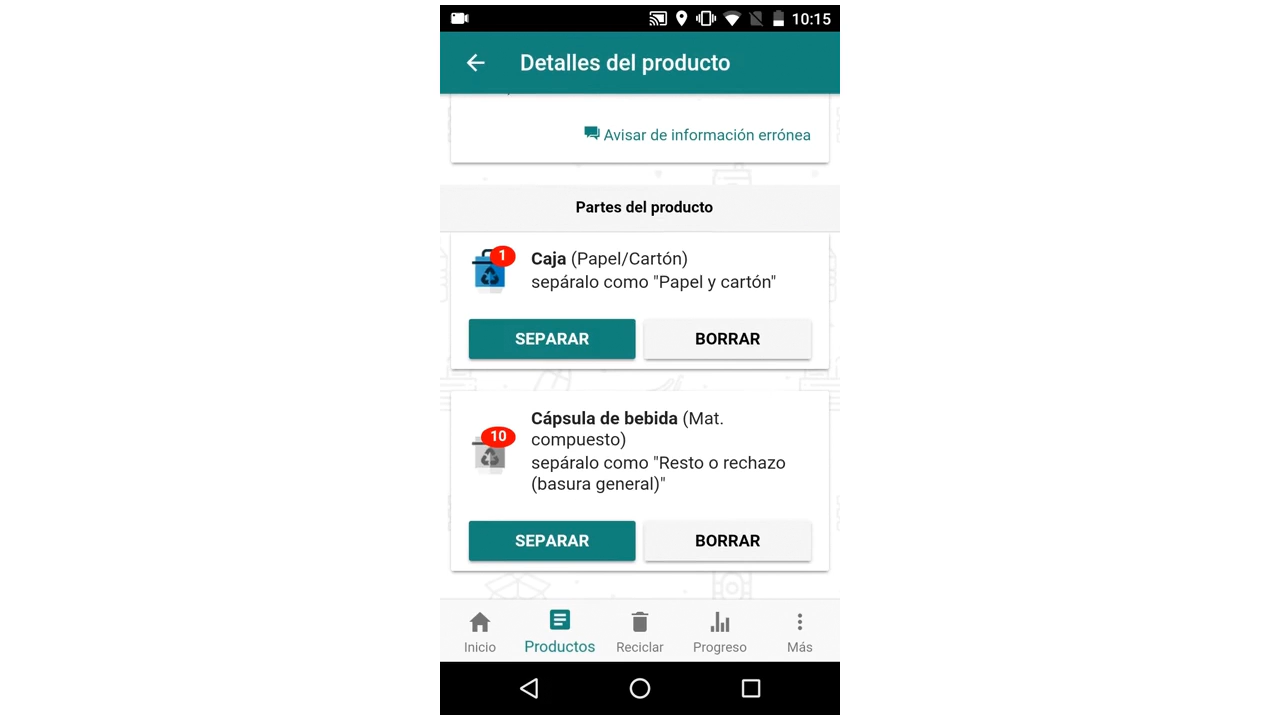 10:15
Detalles del producto
Avisar de información errónea
Partes del producto
1
Caja (Papel/Cartón)
sepáralo como "Papel y cartón"
SEPARAR BORRAR
10
Cápsula de bebida (Mat.
compuesto)
sepáralo como "Resto o rechazo
(basura general)"
SEPARAR BORRAR
Inicio Productos Reciclar Progreso Más